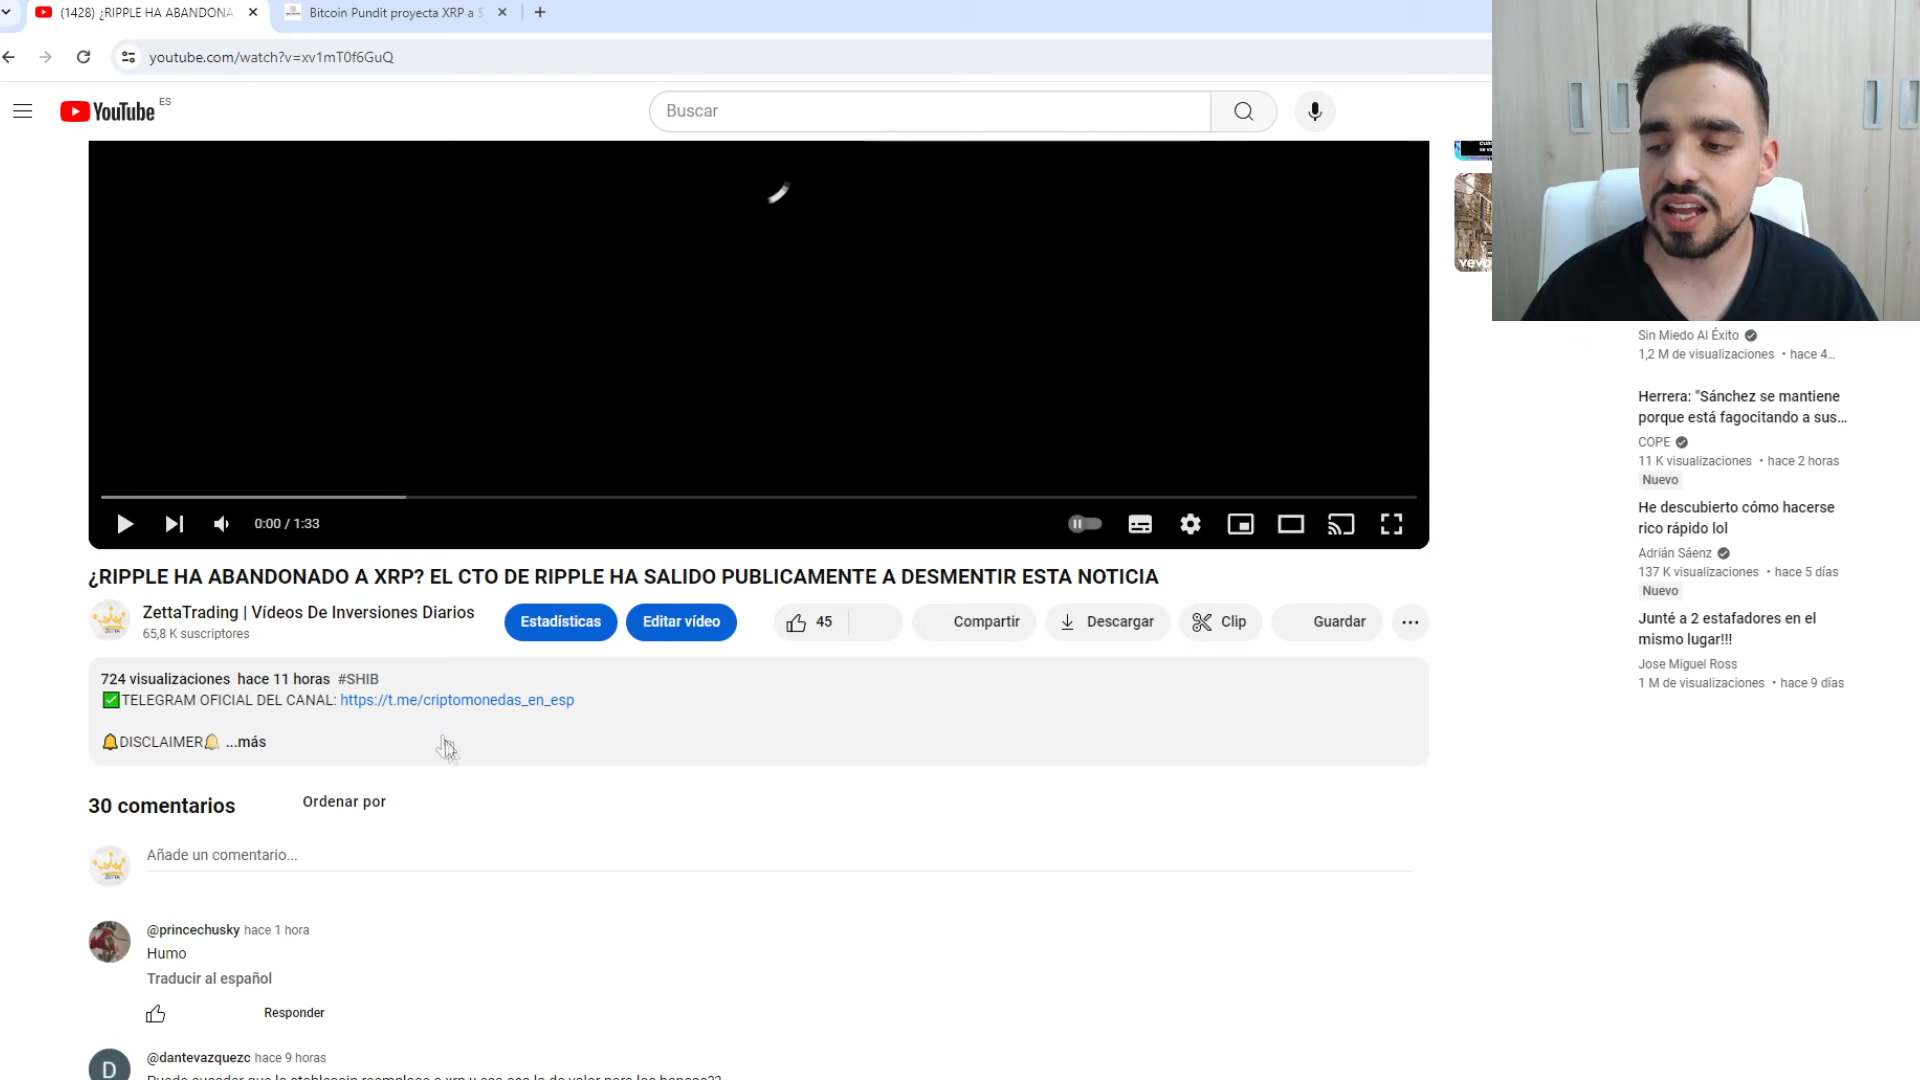 (1428) ¿RIPPLE HA ABANDONA
Bitcoin Pundit proyecta XRP a $
youtube.com/watch?v=xv1mT0f6GuQ
YouTube ES
Buscar
vevo
0:00 / 1:33
¿RIPPLE HA ABANDONADO A XRP? EL CTO DE RIPPLE HA SALIDO PUBLICAMENTE A DESMENTIR ESTA NOTICIA
ZettaTrading | Vídeos De Inversiones Diarios
65,8 K suscriptores
Estadísticas
Editar vídeo
45
Compartir
Descargar
Clip
Guardar
724 visualizaciones hace 11 horas #SHIB
✅TELEGRAM OFICIAL DEL CANAL: https://t.me/criptomonedas_en_esp
🔔DISCLAIMER🔔 ...más
30 comentarios
Ordenar por
Añade un comentario...
@princechusky hace 1 hora
Humo
Traducir al español
Responder
D
@dantevazquezc hace 9 horas
Sin Miedo Al Éxito
1,2 M de visualizaciones • hace 4...
Herrera: "Sánchez se mantiene
porque está fagocitando a sus...
COPE
11 K visualizaciones • hace 2 horas
Nuevo
He descubierto cómo hacerse
rico rápido lol
Adrián Sáenz
137 K visualizaciones • hace 5 días
Nuevo
Junté a 2 estafadores en el
mismo lugar!!!
Jose Miguel Ross
1 M de visualizaciones • hace 9 días